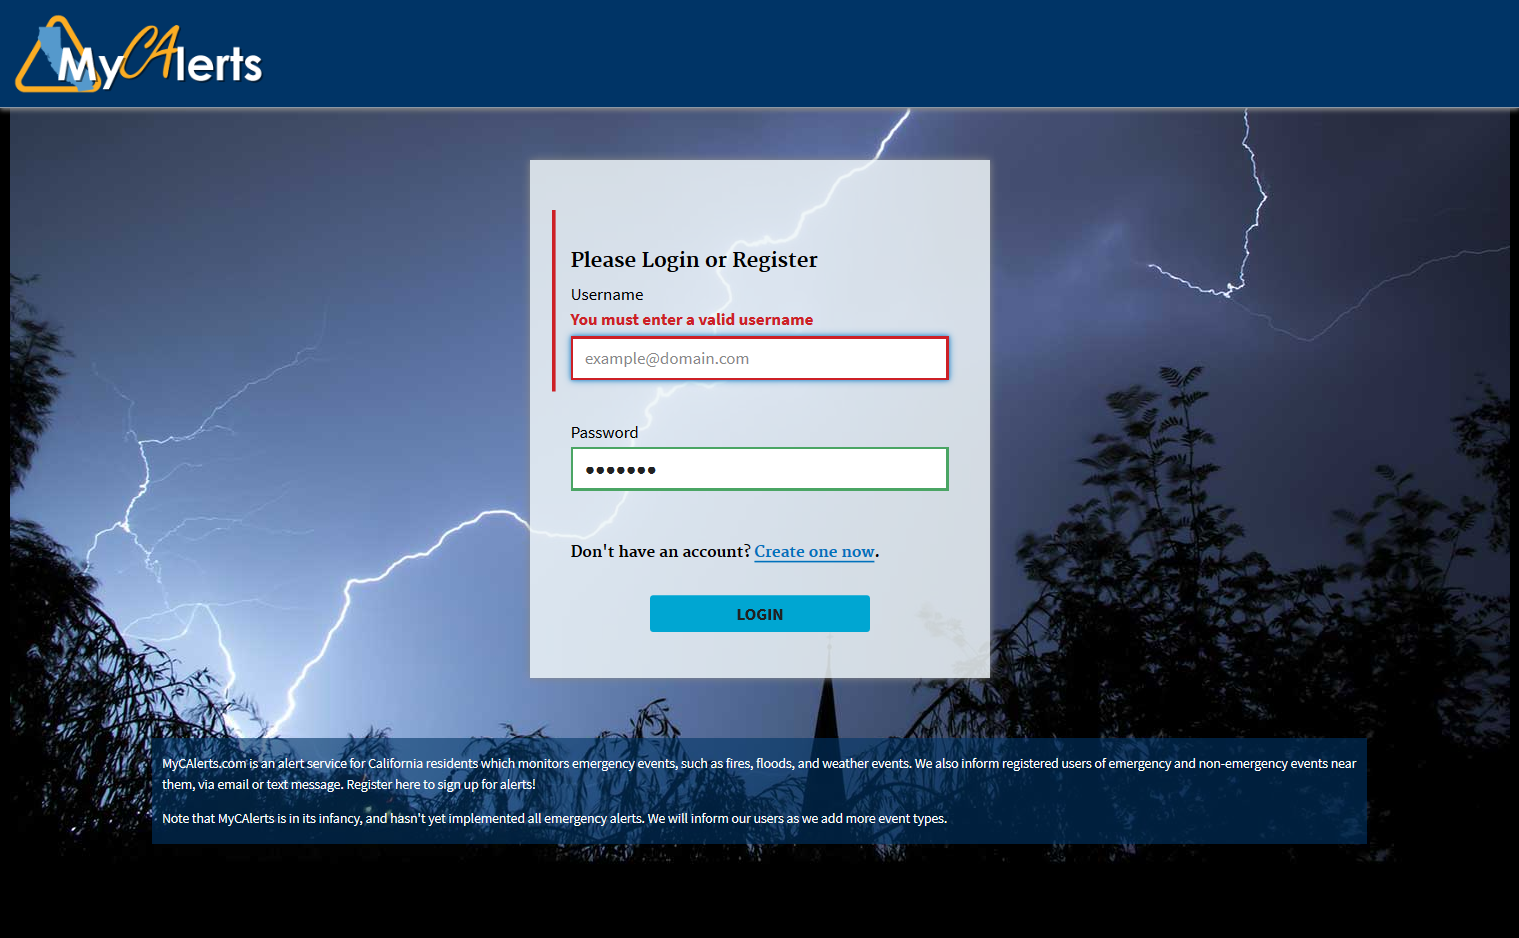 MyCAlerts
Please Login or Register
Username
You must enter a valid username
example@domain.com
Password
•••••••
Don't have an account? Create one now.
LOGIN
MyCAlerts.com is an alert service for California residents which monitors emergency events, such as fires, floods, and weather events. We also inform registered users of emergency and non-emergency events near
them, via email or text message. Register here to sign up for alerts!
Note that MyCAlerts is in its infancy, and hasn't yet implemented all emergency alerts. We will inform our users as we add more event types.